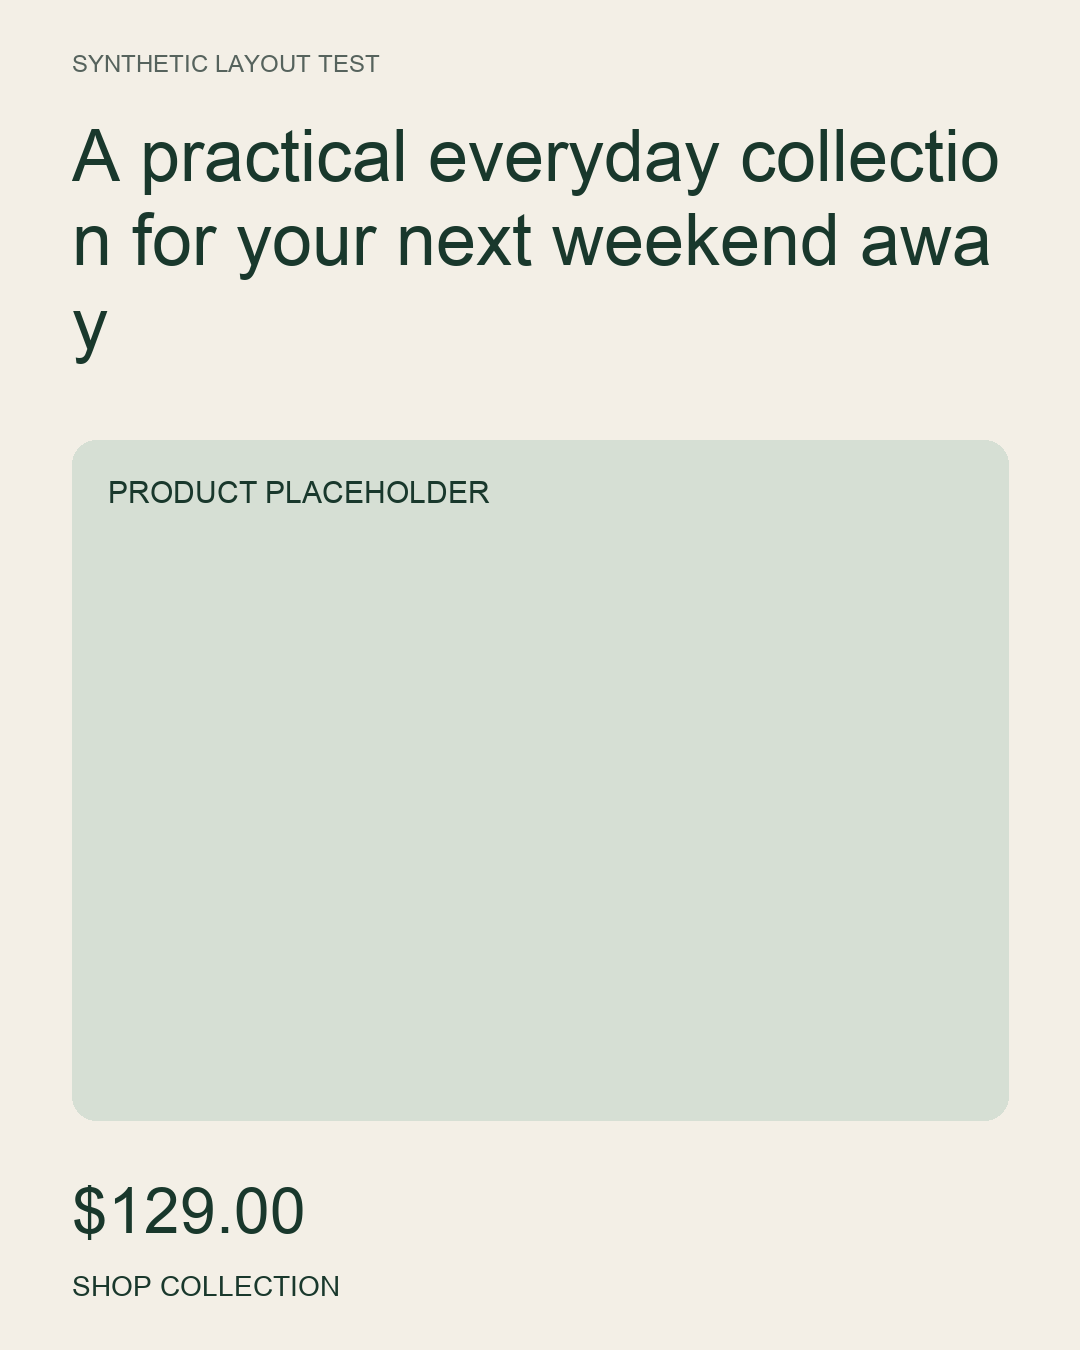 SYNTHETIC LAYOUT TEST
A practical everyday collectio
n for your next weekend awa
y
PRODUCT PLACEHOLDER
$129.00
SHOP COLLECTION